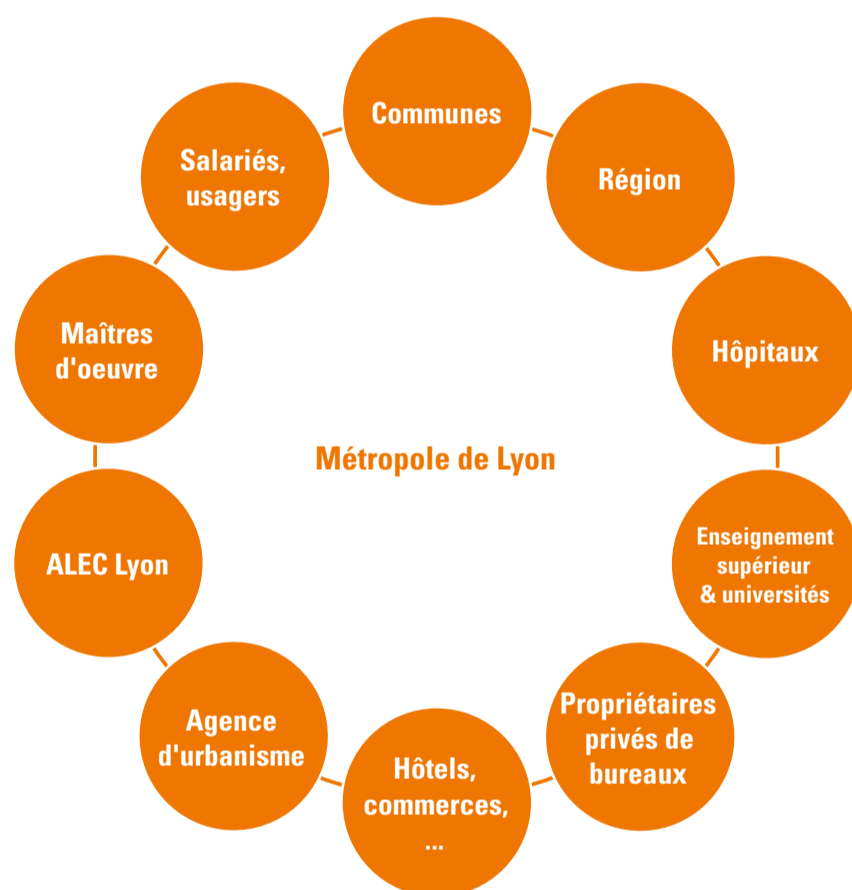 Communes
Région
Hôpitaux
Enseignement
supérieur
& universités
Propriétaires
privés de
bureaux
Hôtels,
commerces,
...
Agence
d'urbanisme
ALEC Lyon
Maîtres
d'oeuvre
Salariés,
usagers
Métropole de Lyon